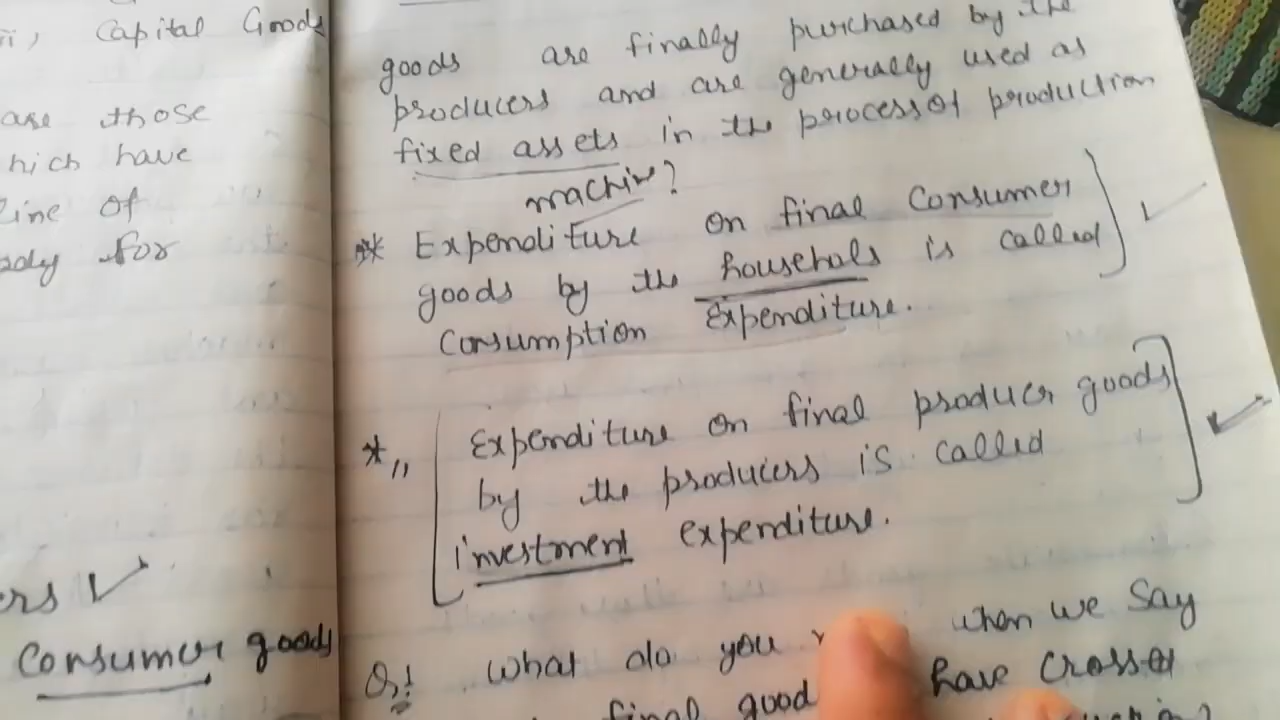 ii, Capital Goods
are those
hich have
line of
ady for
ers
Consumer goods
goods are finally purchased by the
producers and are generally used as
fixed assets in the process of production
machine?
** Expenditure on final Consumer
goods by the househols is called
Consumption Expenditure.
*,, Expenditure on final producer goods
by the producers is called
investment expenditure.
Q:! What do you when we say
final good have crossed